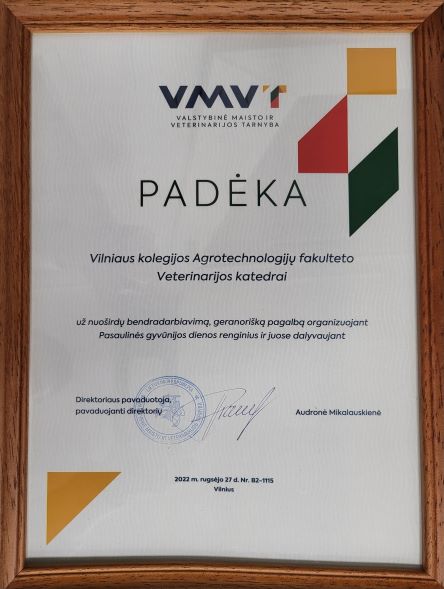 VMVT
VALSTYBINĖ MAISTO IR
VETERINARIJOS TARNYBA
PADĖKA
Vilniaus kolegijos Agrotechnologijų fakulteto
Veterinarijos katedrai
už nuoširdų bendradarbiavimą, geranorišką pagalbą organizuojant
Pasaulinės gyvūnijos dienos renginius ir juose dalyvaujant
Direktoriaus pavaduotoja,
pavaduojanti direktorių
Audronė Mikalauskienė
2022 m. rugsėjo 27 d. Nr. B2-1115
Vilnius